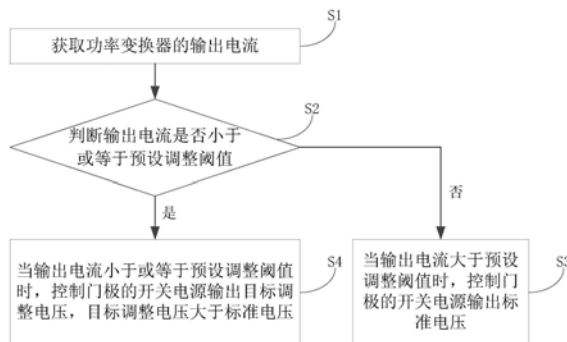 S1
获取功率变换器的输出电流
S2
判断输出电流是否小于
或等于预设调整阈值
否
是
S4
当输出电流小于或等于预设调整阈值
时，控制门极的开关电源输出目标调
整电压，目标调整电压大于标准电压
S3
当输出电流大于预设
调整阈值时，控制门
极的开关电源输出标
准电压